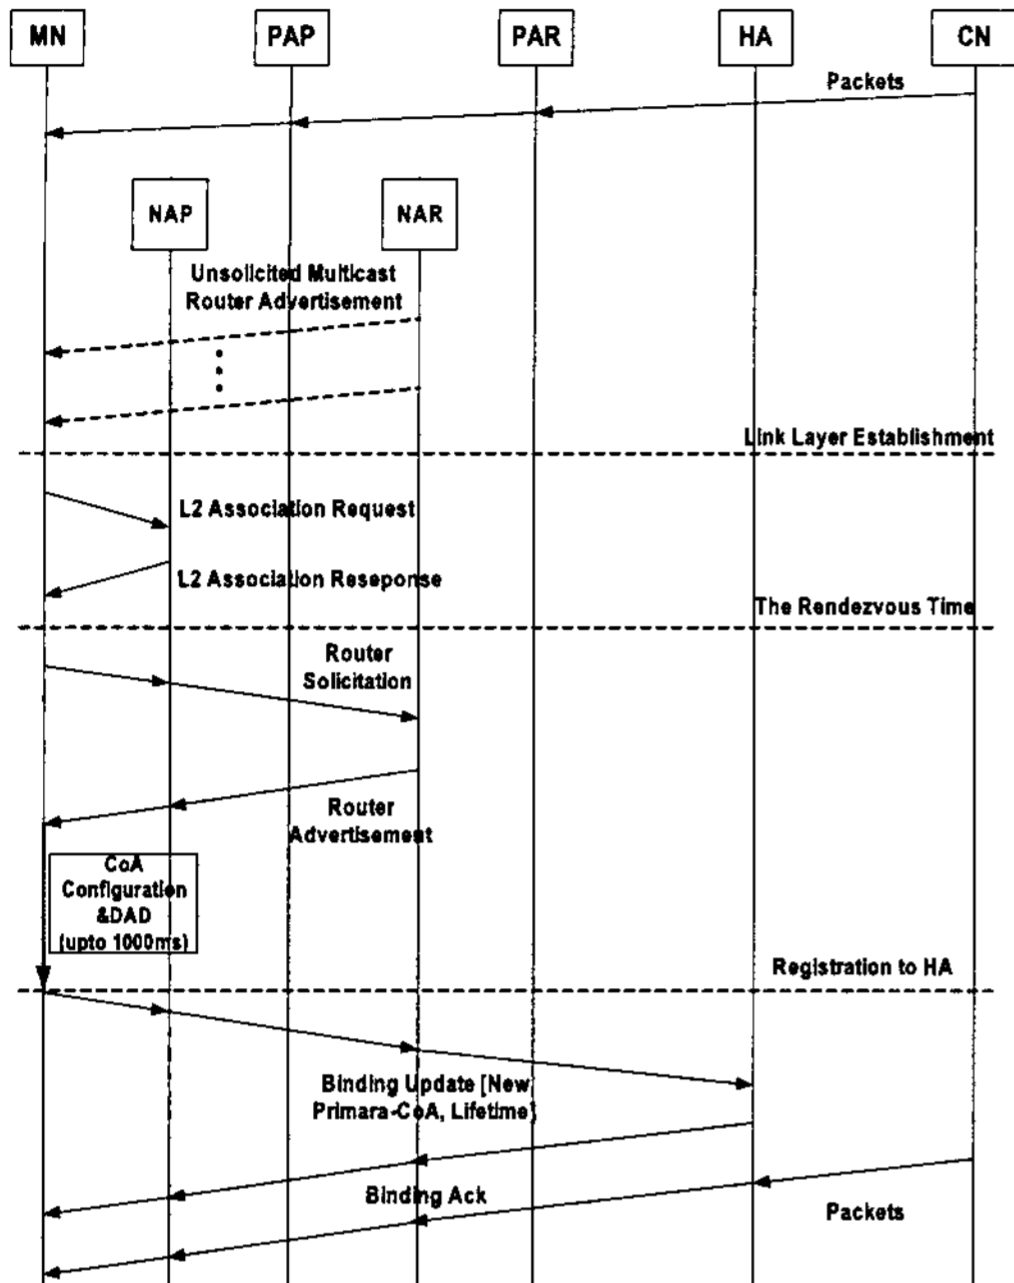 MN
PAP
PAR
HA
CN
Packets
NAP
NAR
Unsolicited Multicast
Router Advertisement
Link Layer Establishment
L2 Association Request
L2 Association Reseponse
The Rendezvous Time
Router
Solicitation
Router
Advertisement
CoA
Configuration
&DAD
(upto 1000ms)
Registration to HA
Binding Update [New
Primara-CoA, Lifetime]
Binding Ack
Packets